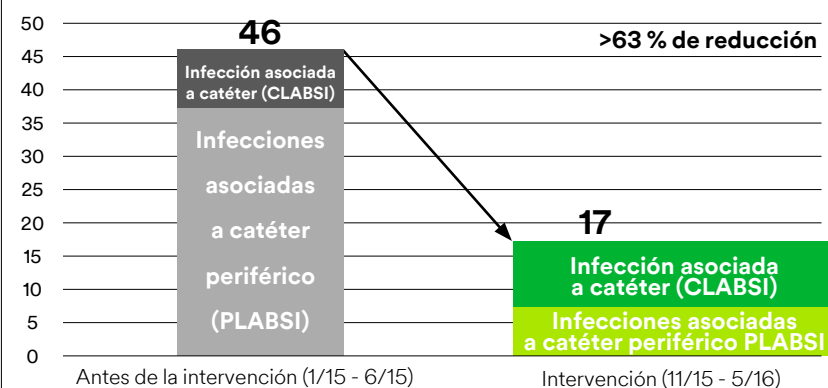 50
45
40
35
30
25
20
15
10
5
0
46
>63 % de reducción
Infección asociada
a catéter (CLABSI)
Infecciones
asociadas
a catéter
periférico
(PLABSI)
17
Infección asociada
a catéter (CLABSI)
Infecciones asociadas
a catéter periférico PLABSI
Antes de la intervención (1/15 - 6/15)
Intervención (11/15 - 5/16)